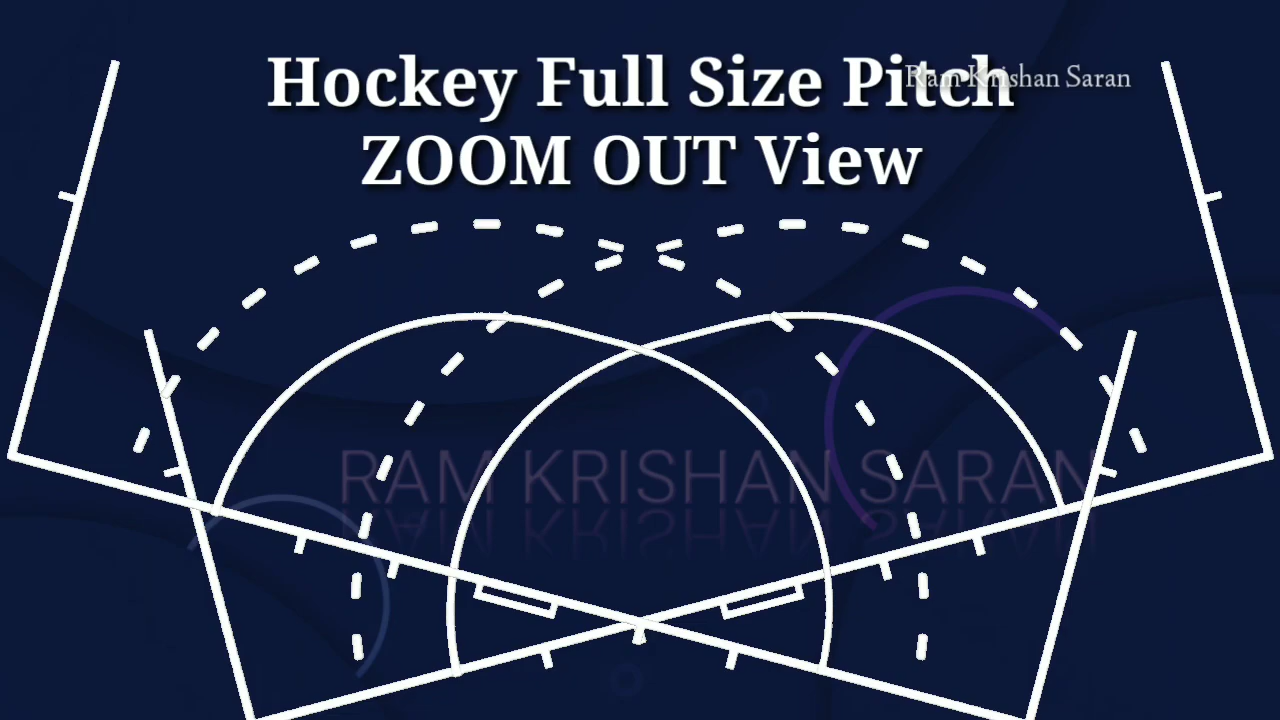 Hockey Full Size Pitch
Ram Krishan Saran
ZOOM OUT View
RAM KRISHAN SARAN